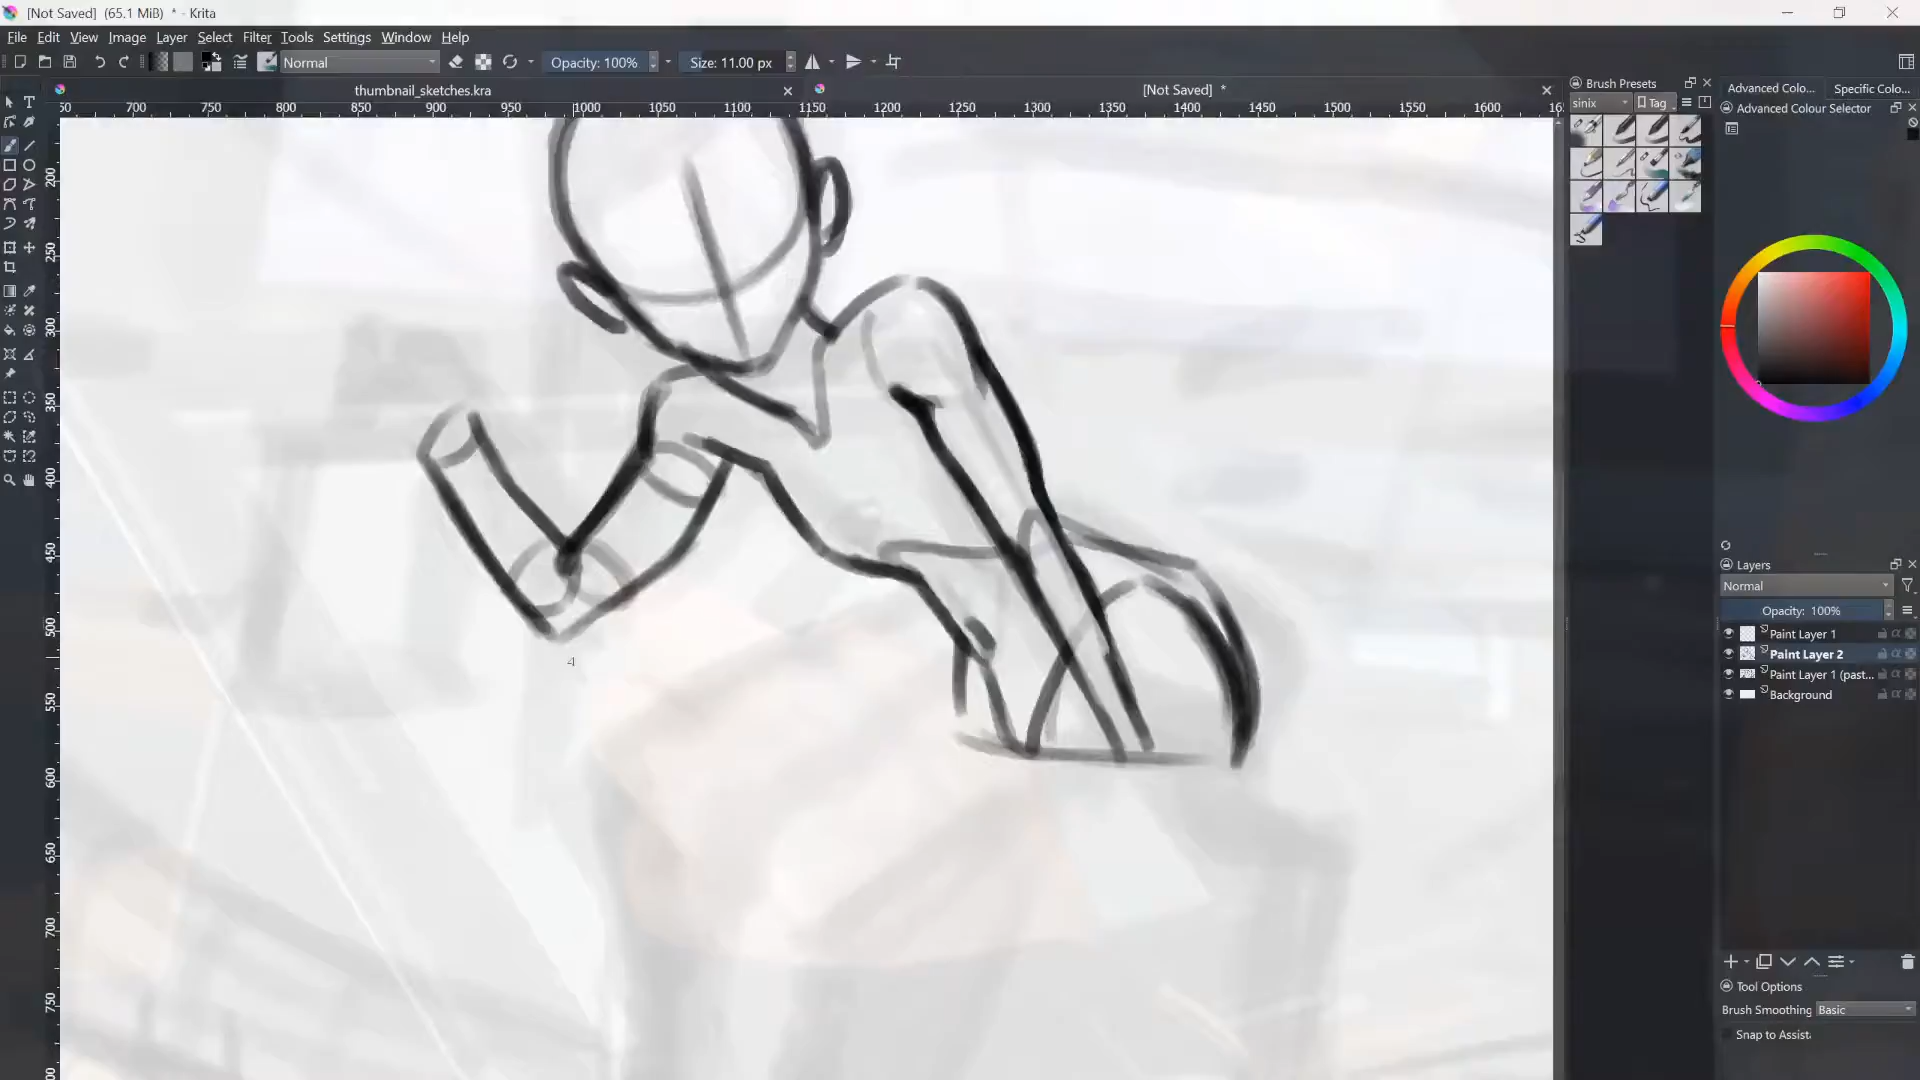 [Not Saved]  (65.1 MiB)  * - Krita
File Edit View Image Layer Select Filter Tools Settings Window Help
Normal Opacity: 100% Size: 11.00 px
thumbnail_sketches.kra [Not Saved] *
50 700 750 800 850 900 950 1000 1050 1100 1150 1200 1250 1300 1350 1400 1450 1500 1550 1600
200
250
300
350
400
450
500
550
600
650
700
750
Brush Presets
sinix Tag
Advanced Colo... Specific Colo...
Advanced Colour Selector
Layers
Normal
Opacity: 100%
Paint Layer 1
Paint Layer 2
Paint Layer 1 (past...
Background
Tool Options
Brush Smoothing Basic
Snap to Assist